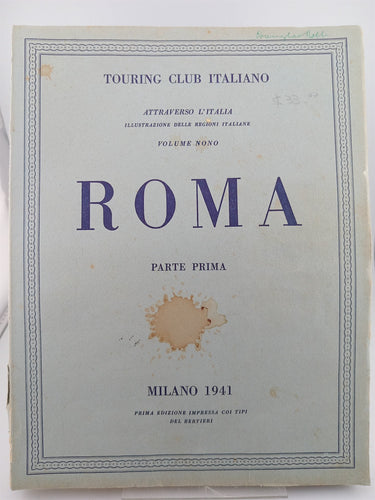 TOURING CLUB ITALIANO
ATTRAVERSO L'ITALIA
ILLUSTRAZIONE DELLE REGIONI ITALIANE
VOLUME NONO
ROMA
PARTE PRIMA
MILANO 1941
PRIMA EDIZIONE IMPRESSA COI TIPI
DEL BERTIERI